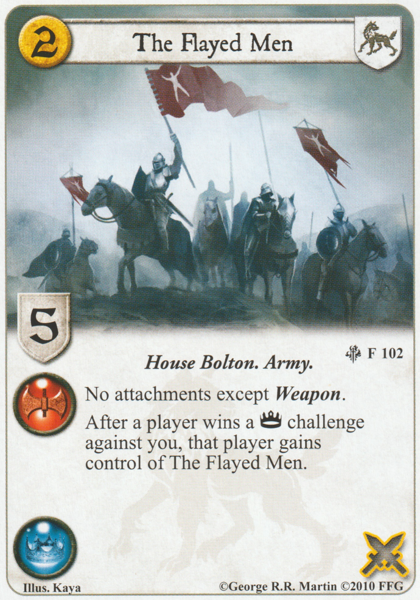 2
The Flayed Men
5
F 102
House Bolton. Army.
No attachments except Weapon.
After a player wins a challenge
against you, that player gains
control of The Flayed Men.
Illus. Kaya
©George R.R. Martin ©2010 FFG